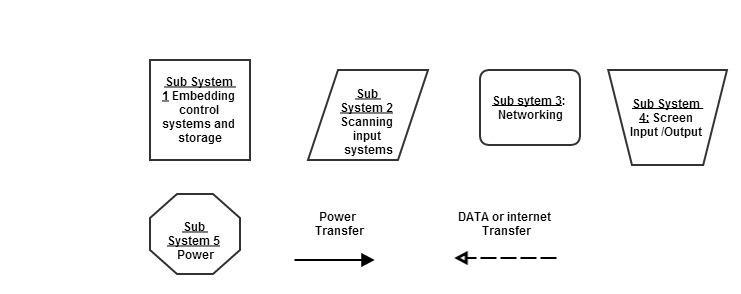 Sub System
1 Embedding
control
systems and
storage
Sub
System 2
Scanning
input
systems
Sub sytem 3:
Networking
Sub System
4: Screen
Input /Output
Sub
System 5
Power
Power
Transfer
DATA or internet
Transfer